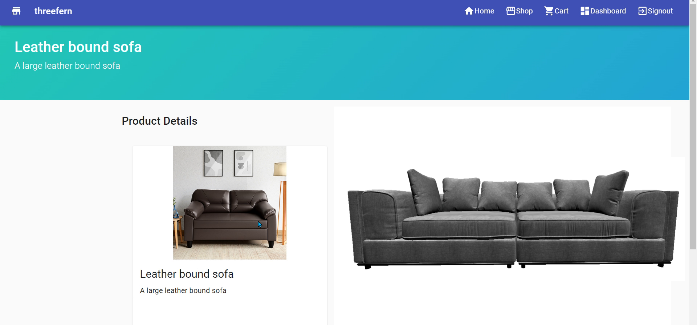 threefern
Home
Shop
Cart
Dashboard
Signout
Leather bound sofa
A large leather bound sofa
Product Details
Leather bound sofa
A large leather bound sofa